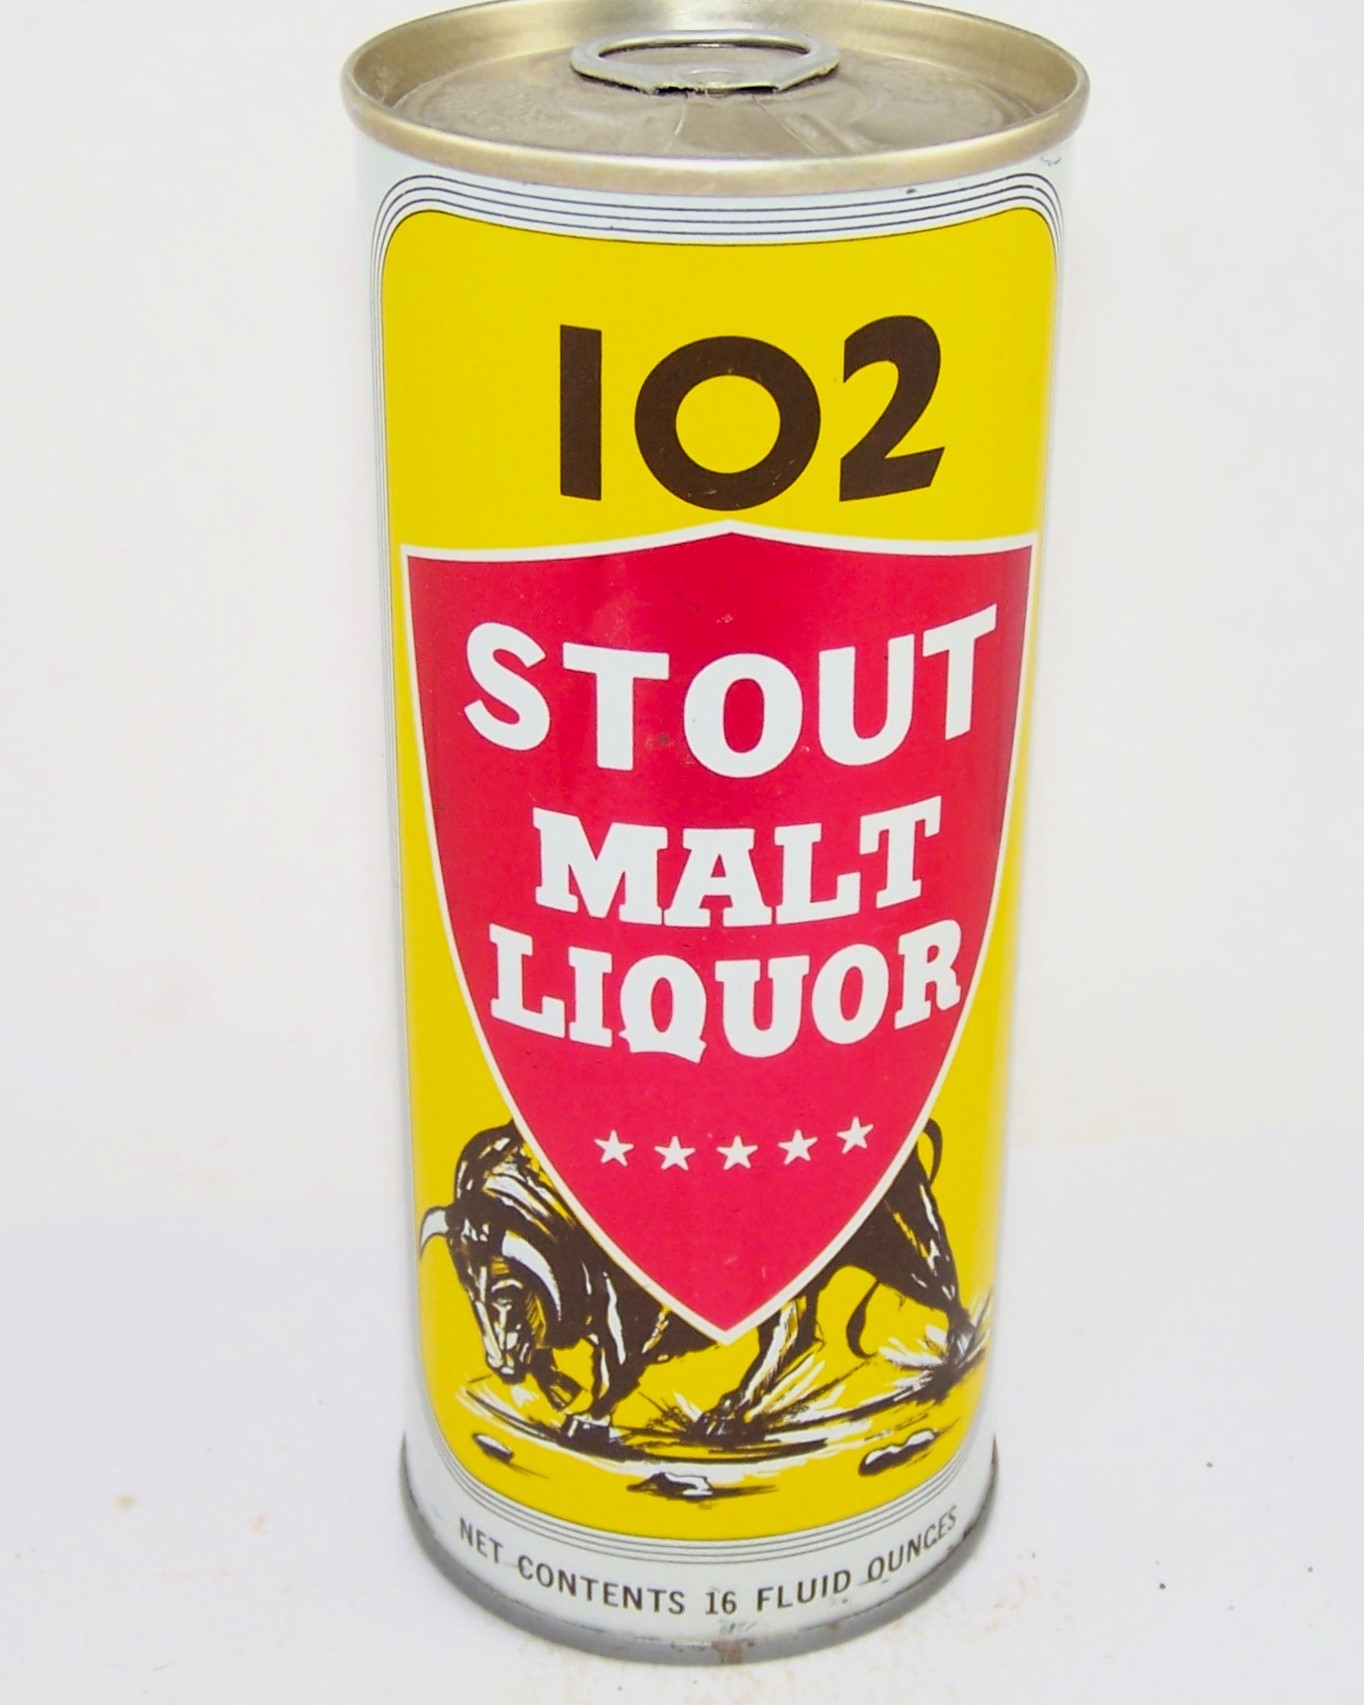 102
STOUT
MALT
LIQUOR
NET CONTENTS 16 FLUID OUNCES